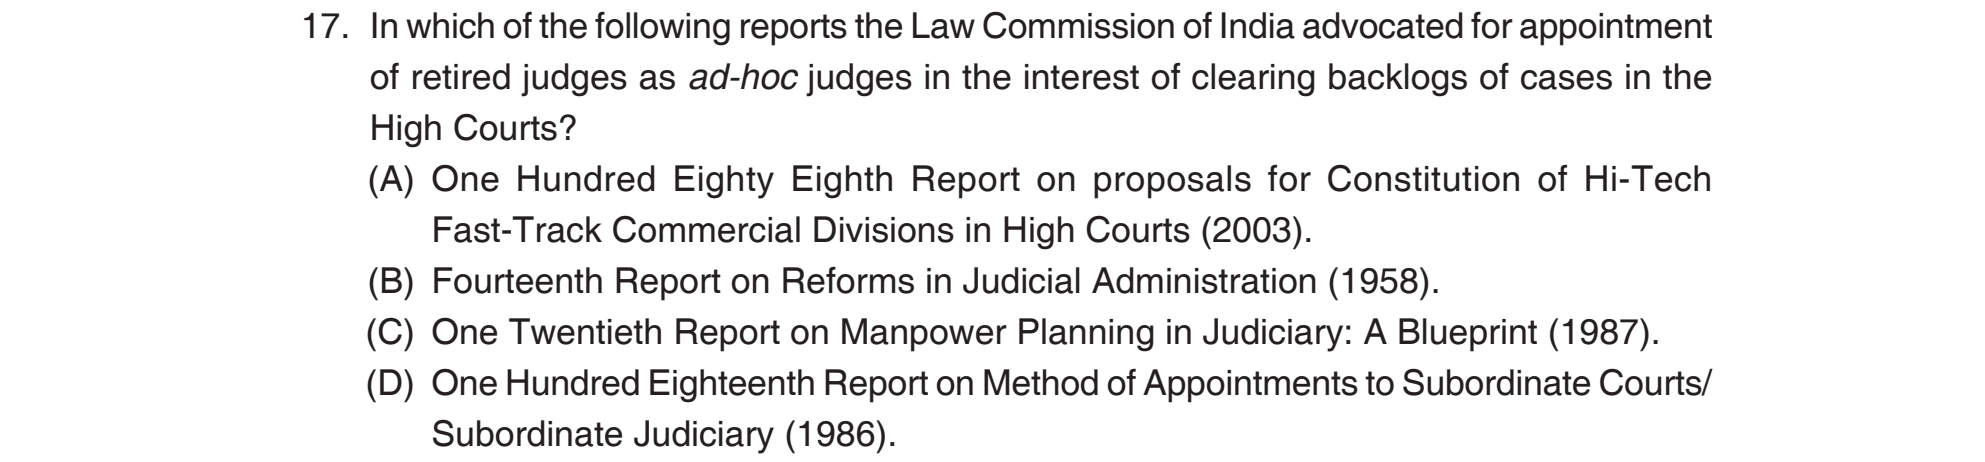 17. In which of the following reports the Law Commission of India advocated for appointment
of retired judges as ad-hoc judges in the interest of clearing backlogs of cases in the
High Courts?
(A) One Hundred Eighty Eighth Report on proposals for Constitution of Hi-Tech
Fast-Track Commercial Divisions in High Courts (2003).
(B) Fourteenth Report on Reforms in Judicial Administration (1958).
(C) One Twentieth Report on Manpower Planning in Judiciary: A Blueprint (1987).
(D) One Hundred Eighteenth Report on Method of Appointments to Subordinate Courts/
Subordinate Judiciary (1986).